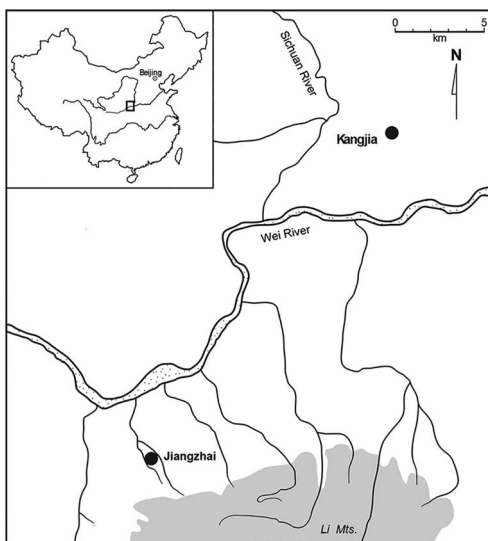 Beijing
0 5
km
N
Sichuan River
Kangjia
Wei River
Jiangzhai
Li Mts.